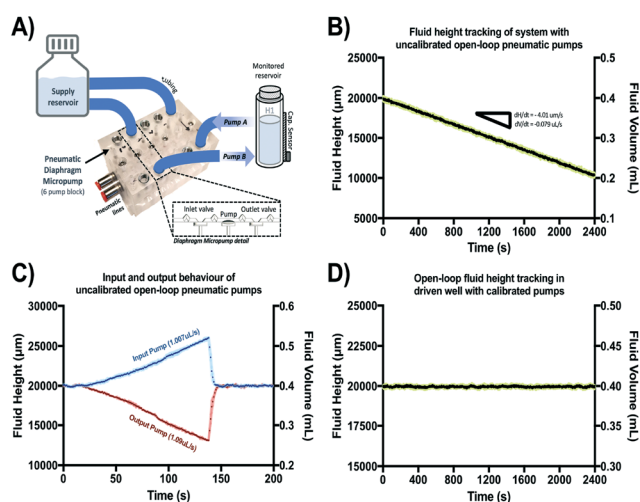 A)
Supply
reservoir
tubing
Monitored
reservoir
H1
Cap. Sensor
Pump A
Pump B
Pneumatic
Diaphragm
Micropump
(6 pump block)
Pneumatic
lines
Inlet valve
Pump
Outlet valve
Diaphragm Micropump detail
B)
Fluid height tracking of system with
uncalibrated open-loop pneumatic pumps
Fluid Height (µm)
20000
15000
10000
5000
dH/dt = -4.01 um/s
dV/dt = -0.079 uL/s
0.5
0.4
0.3
0.2
0.1
Fluid Volume (mL)
0 400 800 1200 1600 2000 2400
Time (s)
C)
Input and output behaviour of
uncalibrated open-loop pneumatic pumps
Fluid Height (µm)
30000
25000
20000
15000
10000
Input Pump (1.007uL/s)
Output Pump (1.09uL/s)
0.6
0.5
0.4
0.3
0.2
Fluid Volume (mL)
0 50 100 150 200
Time (s)
D)
Open-loop fluid height tracking in
driven well with calibrated pumps
Fluid Height (µm)
25000
22500
20000
17500
15000
0.50
0.45
0.40
0.35
0.30
Fluid Volume (mL)
0 400 800 1200 1600 2000 2400
Time (s)